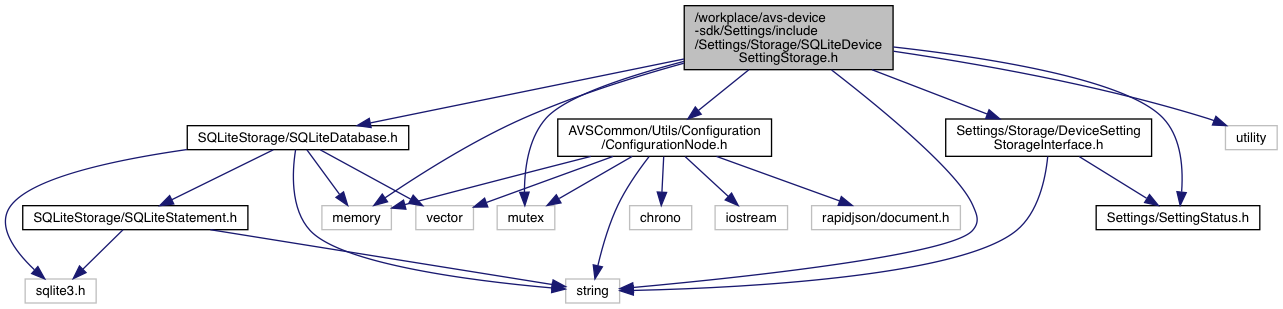 /workplace/avs-device
-sdk/Settings/include
/Settings/Storage/SQLiteDevice
SettingStorage.h
SQLiteStorage/SQLiteDatabase.h
AVSCommon/Utils/Configuration
/ConfigurationNode.h
Settings/Storage/DeviceSetting
StorageInterface.h
utility
SQLiteStorage/SQLiteStatement.h
memory
vector
mutex
chrono
iostream
rapidjson/document.h
Settings/SettingStatus.h
sqlite3.h
string